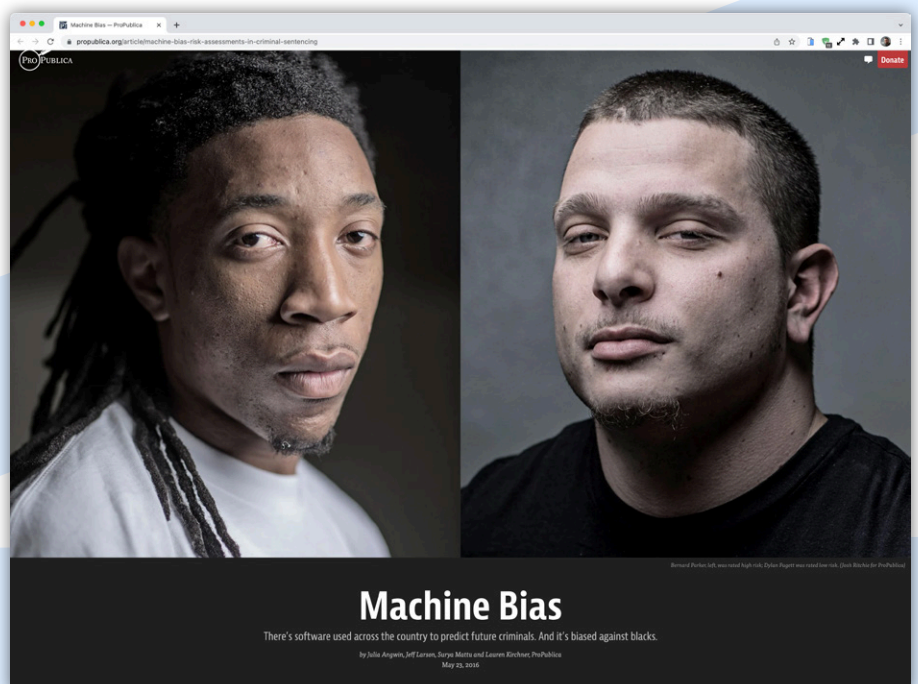 Machine Bias — ProPublica
propublica.org/article/machine-bias-risk-assessments-in-criminal-sentencing
PROPUBLICA
Donate
Bernard Parker, left, was rated high risk; Dylan Fugett was rated low risk. (Josh Ritchie for ProPublica)
Machine Bias
There's software used across the country to predict future criminals. And it's biased against blacks.
by Julia Angwin, Jeff Larson, Surya Mattu and Lauren Kirchner, ProPublica
May 23, 2016